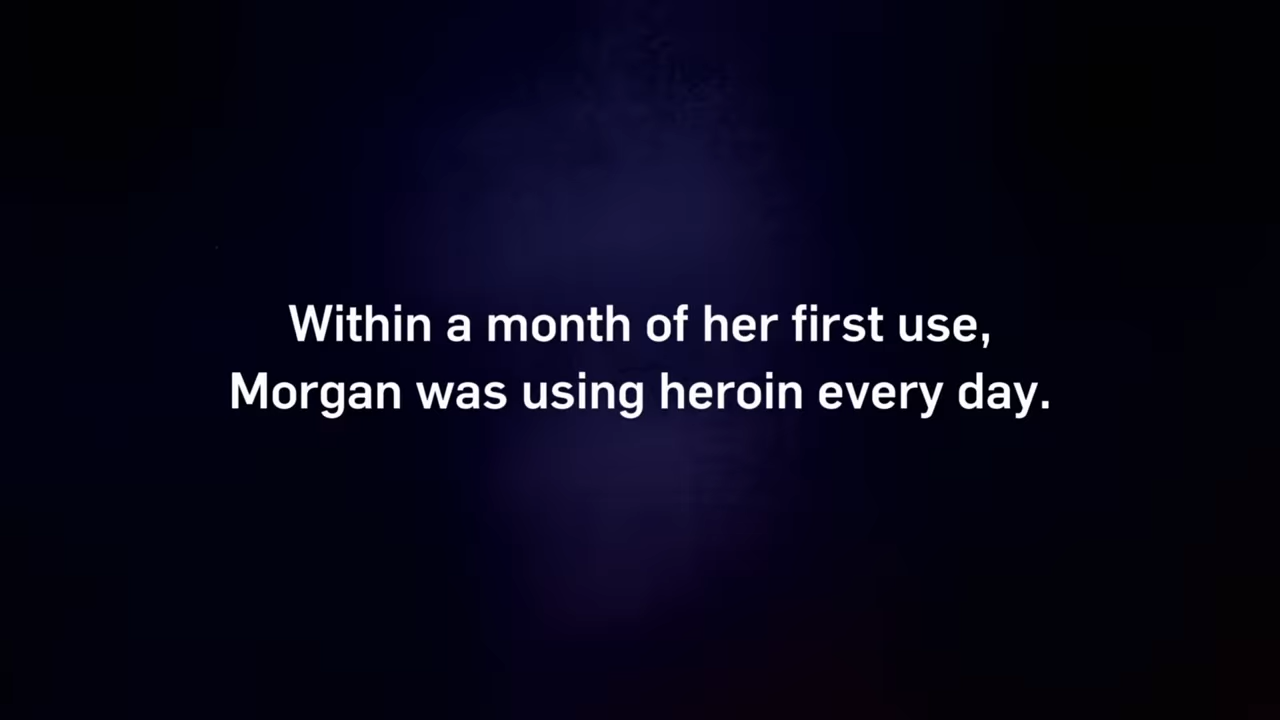 Within a month of her first use,
Morgan was using heroin every day.